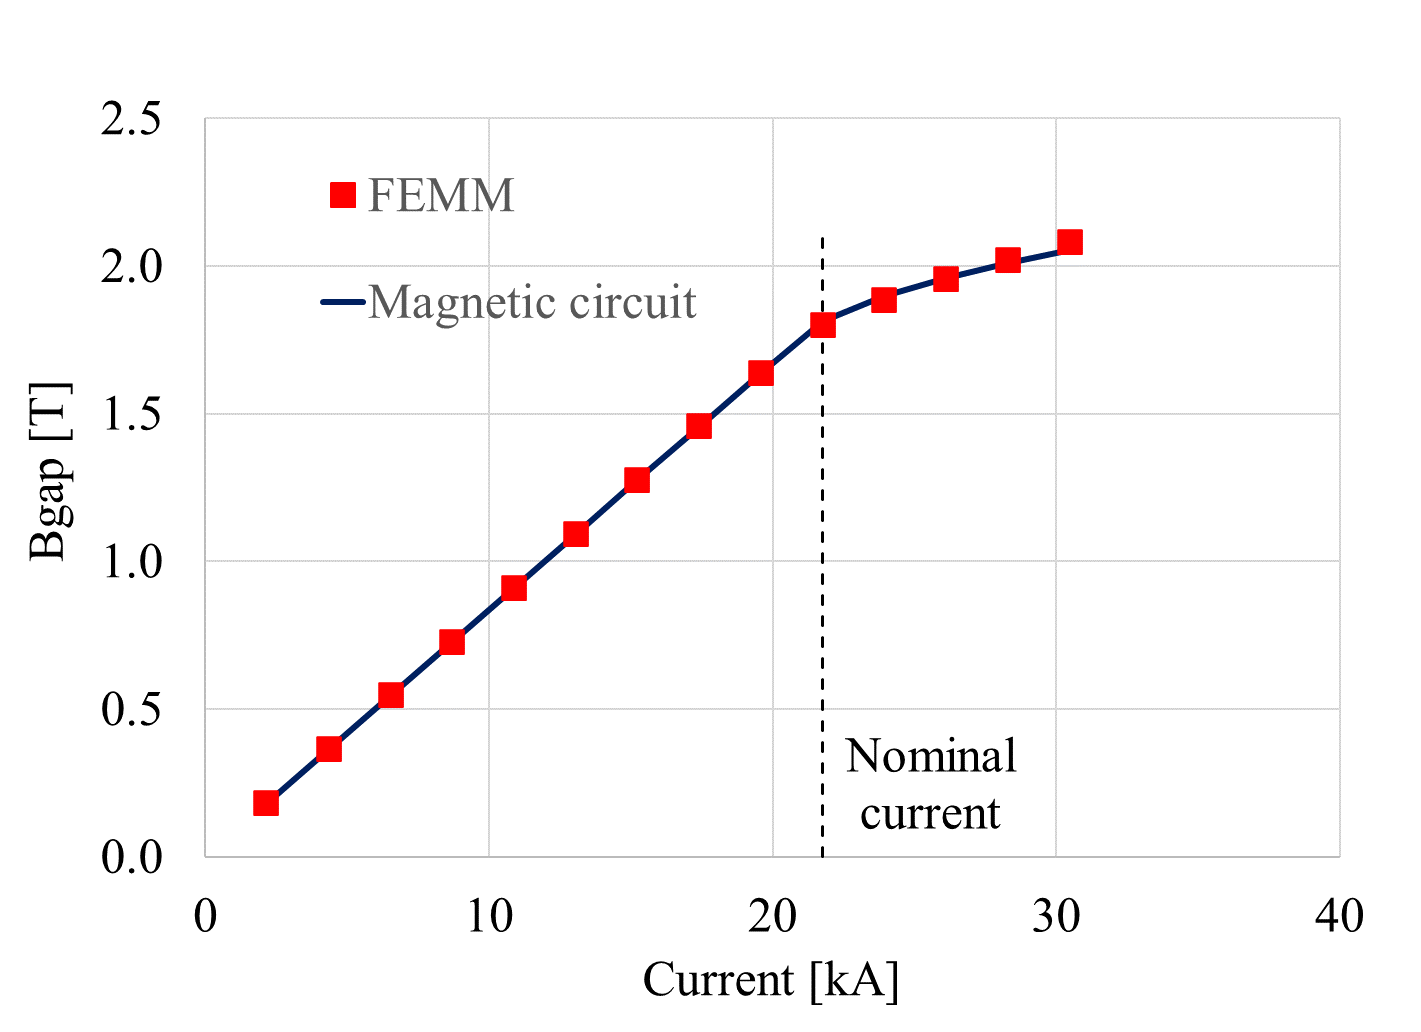 2.5
2.0
1.5
1.0
0.5
0.0
Bgap [T]
FEMM
Magnetic circuit
Nominal
current
0 10 20 30 40
Current [kA]